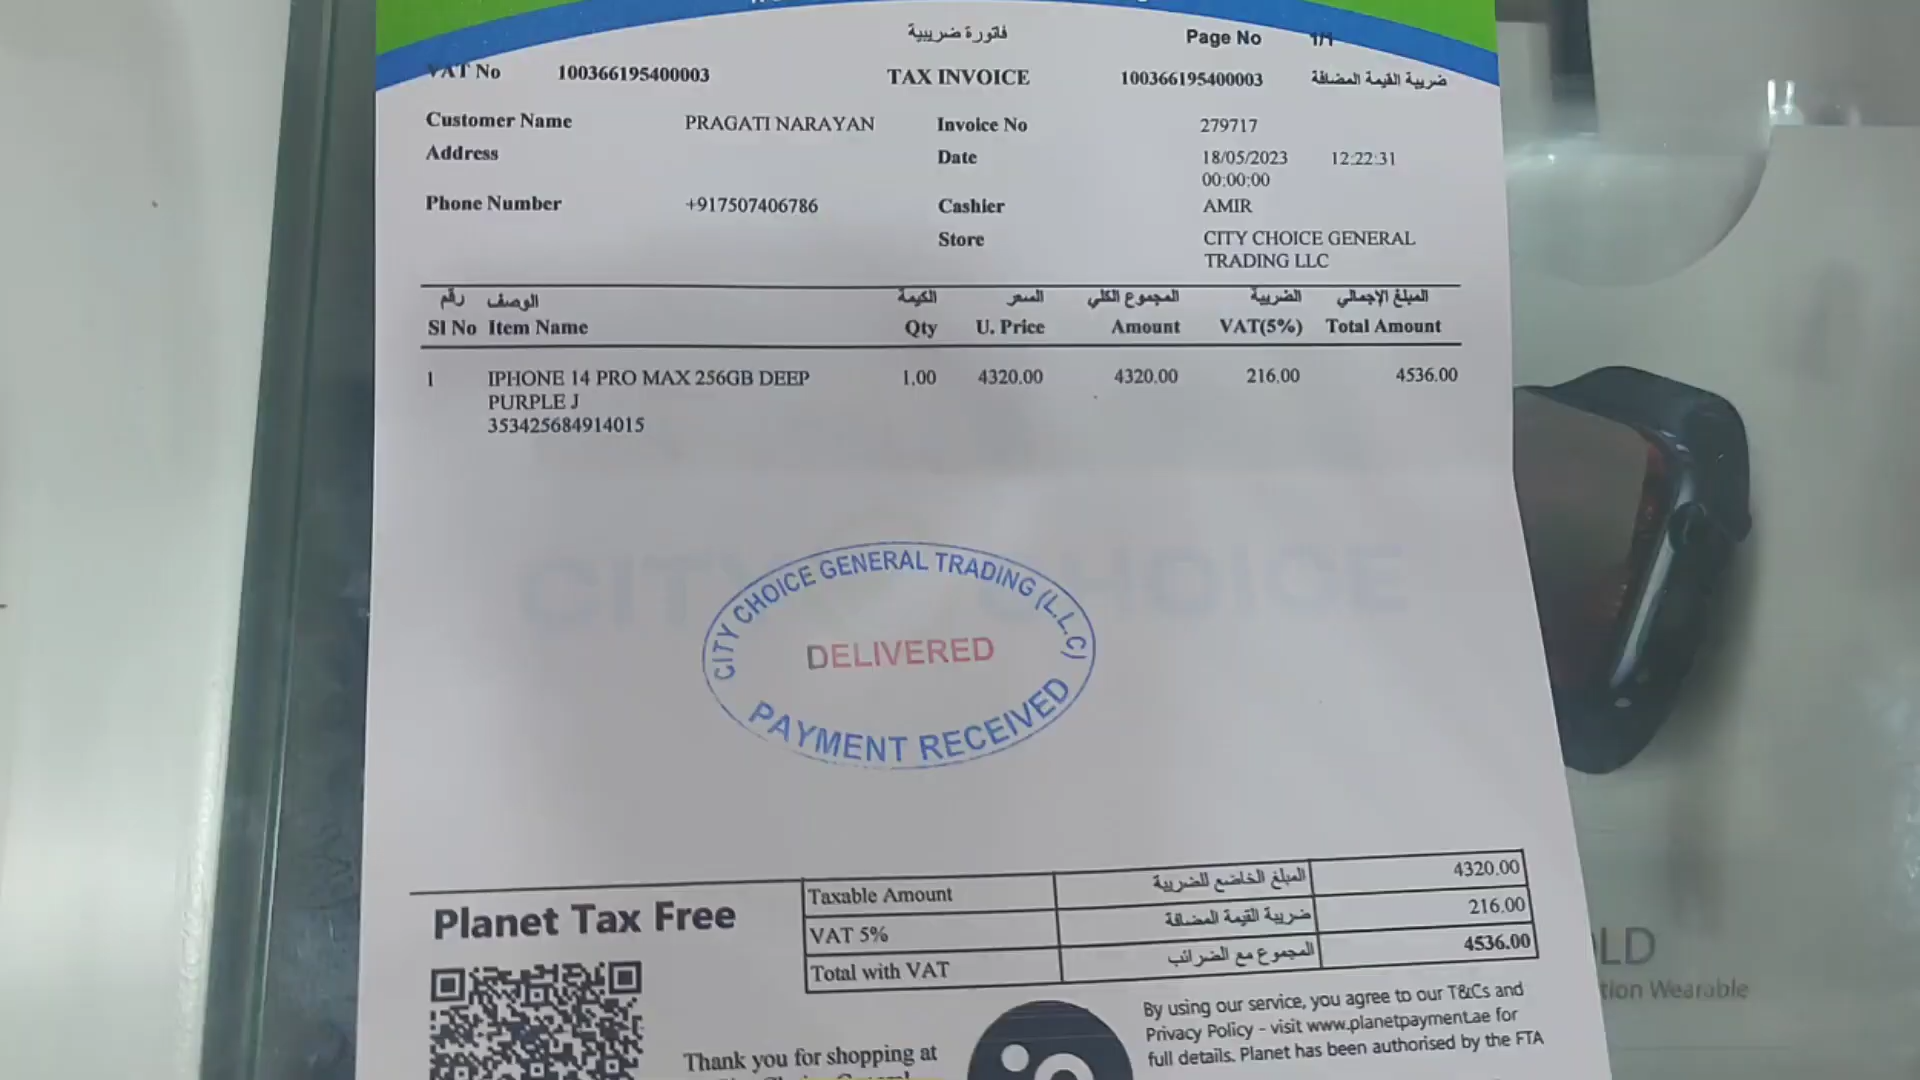 فاتورة ضريبية
Page No 1/1
VAT No 100366195400003 TAX INVOICE 100366195400003 ضريبة القيمة المضافة
Customer Name PRAGATI NARAYAN Invoice No 279717
Address Date 18/05/2023 12:22:31
00:00:00
Phone Number +917507406786 Cashier AMIR
Store CITY CHOICE GENERAL
TRADING LLC
رقم الوصف الكمية السعر المجموع الكلي الضريبة المبلغ الإجمالي
Sl No Item Name Qty U. Price Amount VAT(5%) Total Amount
1 IPHONE 14 PRO MAX 256GB DEEP 1.00 4320.00 4320.00 216.00 4536.00
PURPLE J
353425684914015
CITY CHOICE
CITY CHOICE GENERAL TRADING (L.L.C)
DELIVERED
PAYMENT RECEIVED
Planet Tax Free
Taxable Amount المبلغ الخاضع للضريبة 4320.00
VAT 5% ضريبة القيمة المضافة 216.00
Total with VAT المجموع مع الضرائب 4536.00
By using our service, you agree to our T&Cs and
Privacy Policy - visit www.planetpayment.ae for
full details. Planet has been authorised by the FTA
Thank you for shopping at
LD
tion Wearable